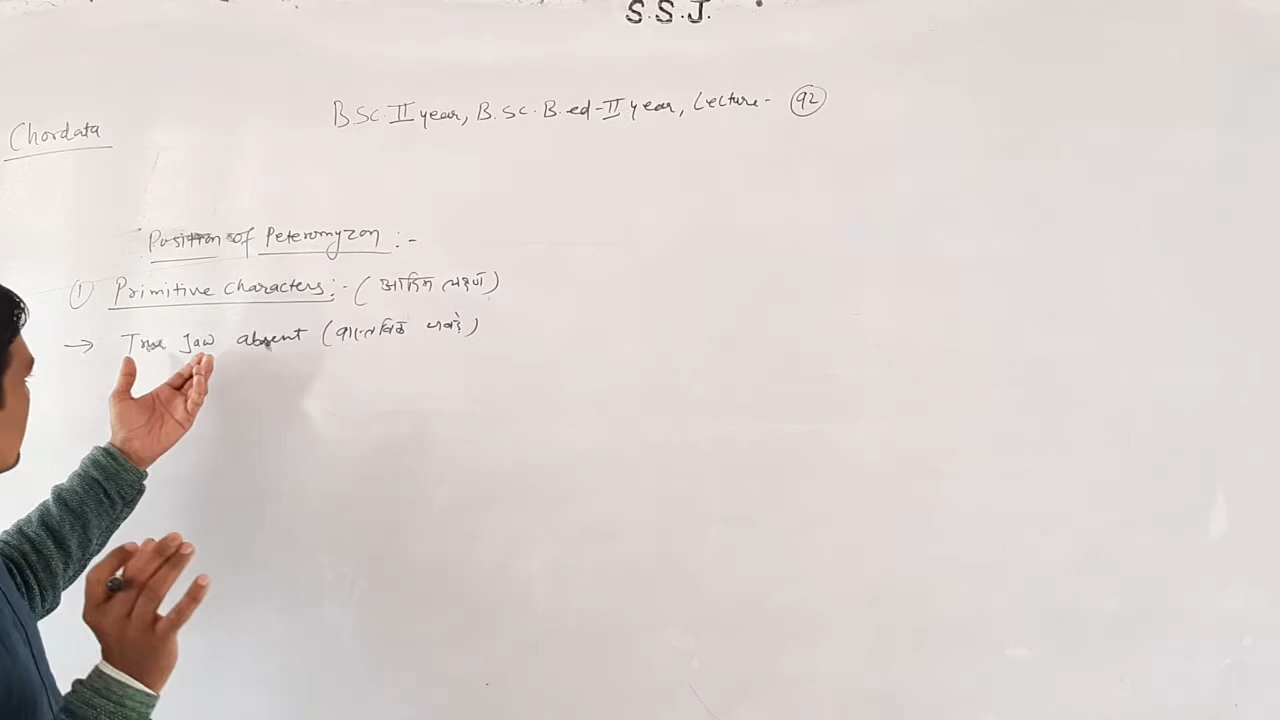 S.S.J.
BSc. II year, B.Sc. B.ed-II year, Lecture- 92
Chordata
Position of Peteromyzon :-
① Primitive characters :- (आदिम लक्षण)
→ True Jaw absent (वास्तविक जबड़े)